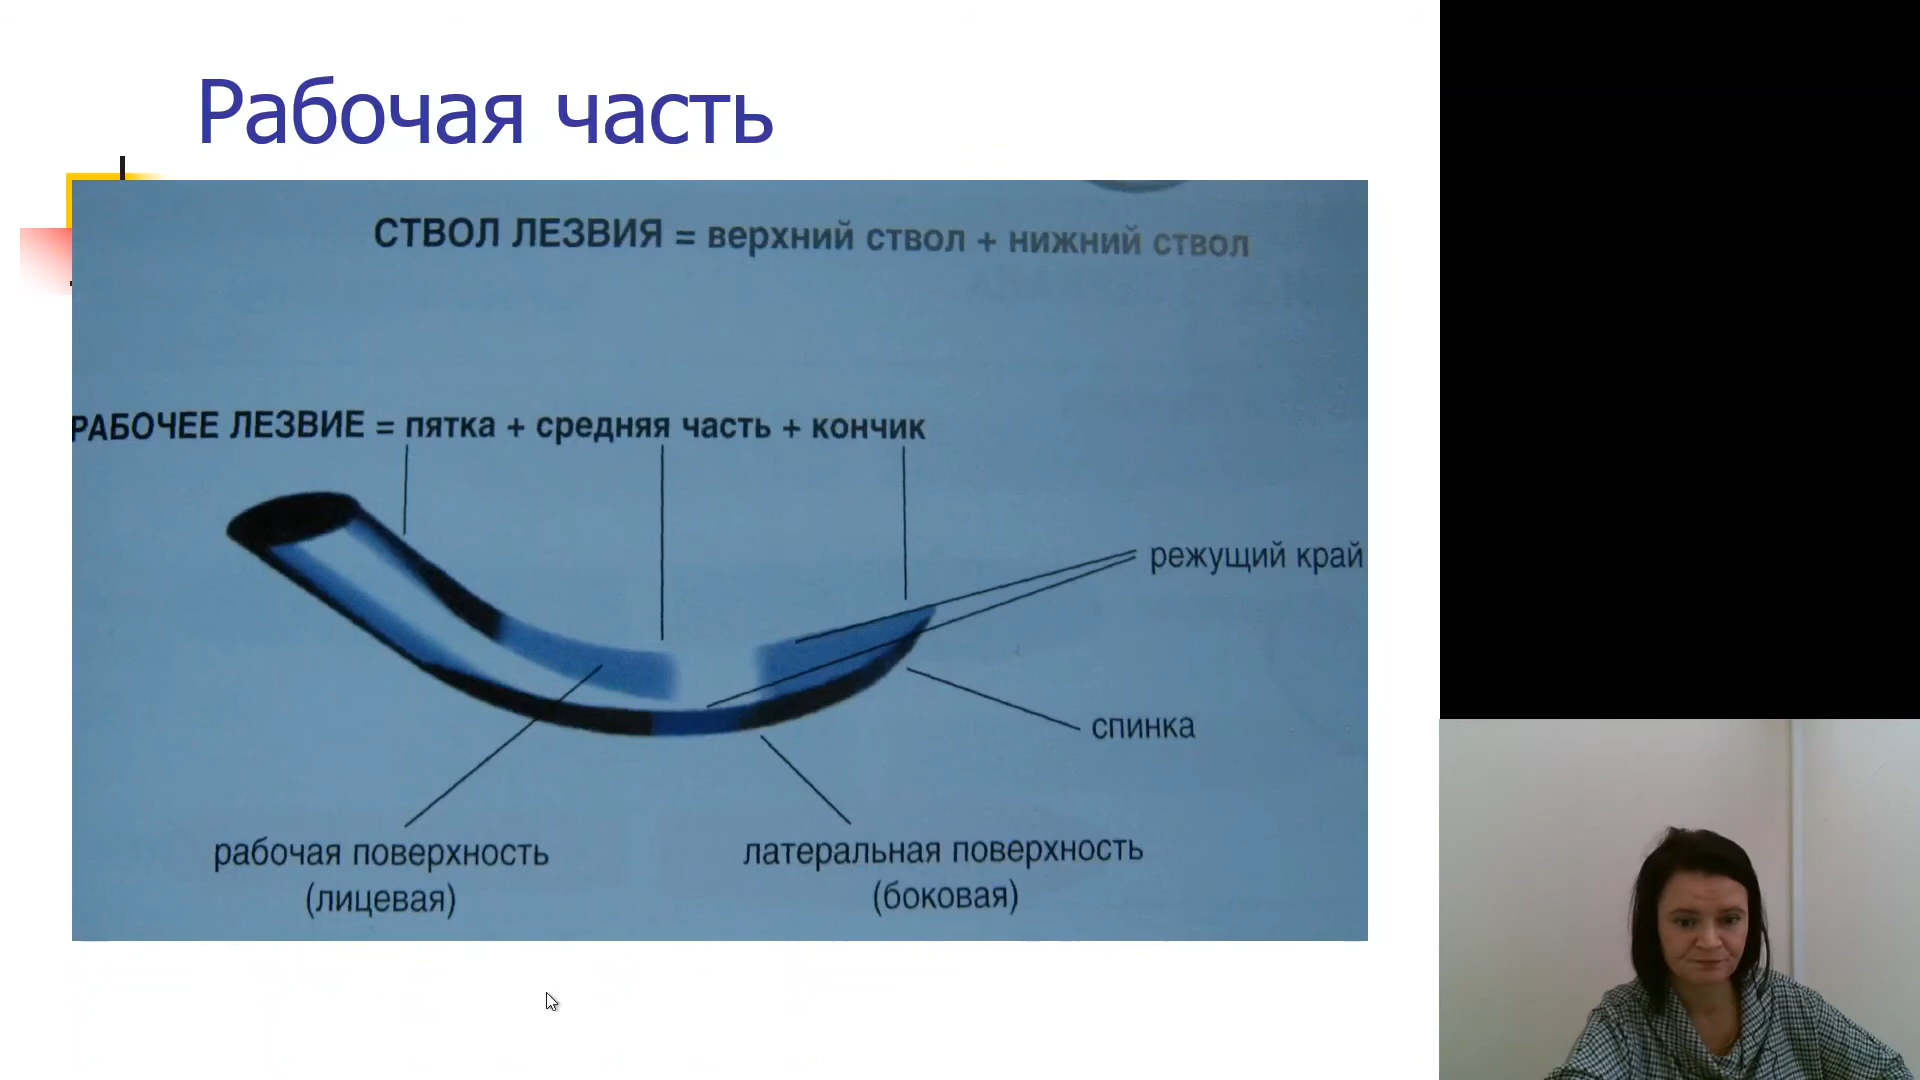 Рабочая часть
СТВОЛ ЛЕЗВИЯ = верхний ствол + нижний ствол
РАБОЧЕЕ ЛЕЗВИЕ = пятка + средняя часть + кончик
режущий край
спинка
рабочая поверхность
(лицевая)
латеральная поверхность
(боковая)